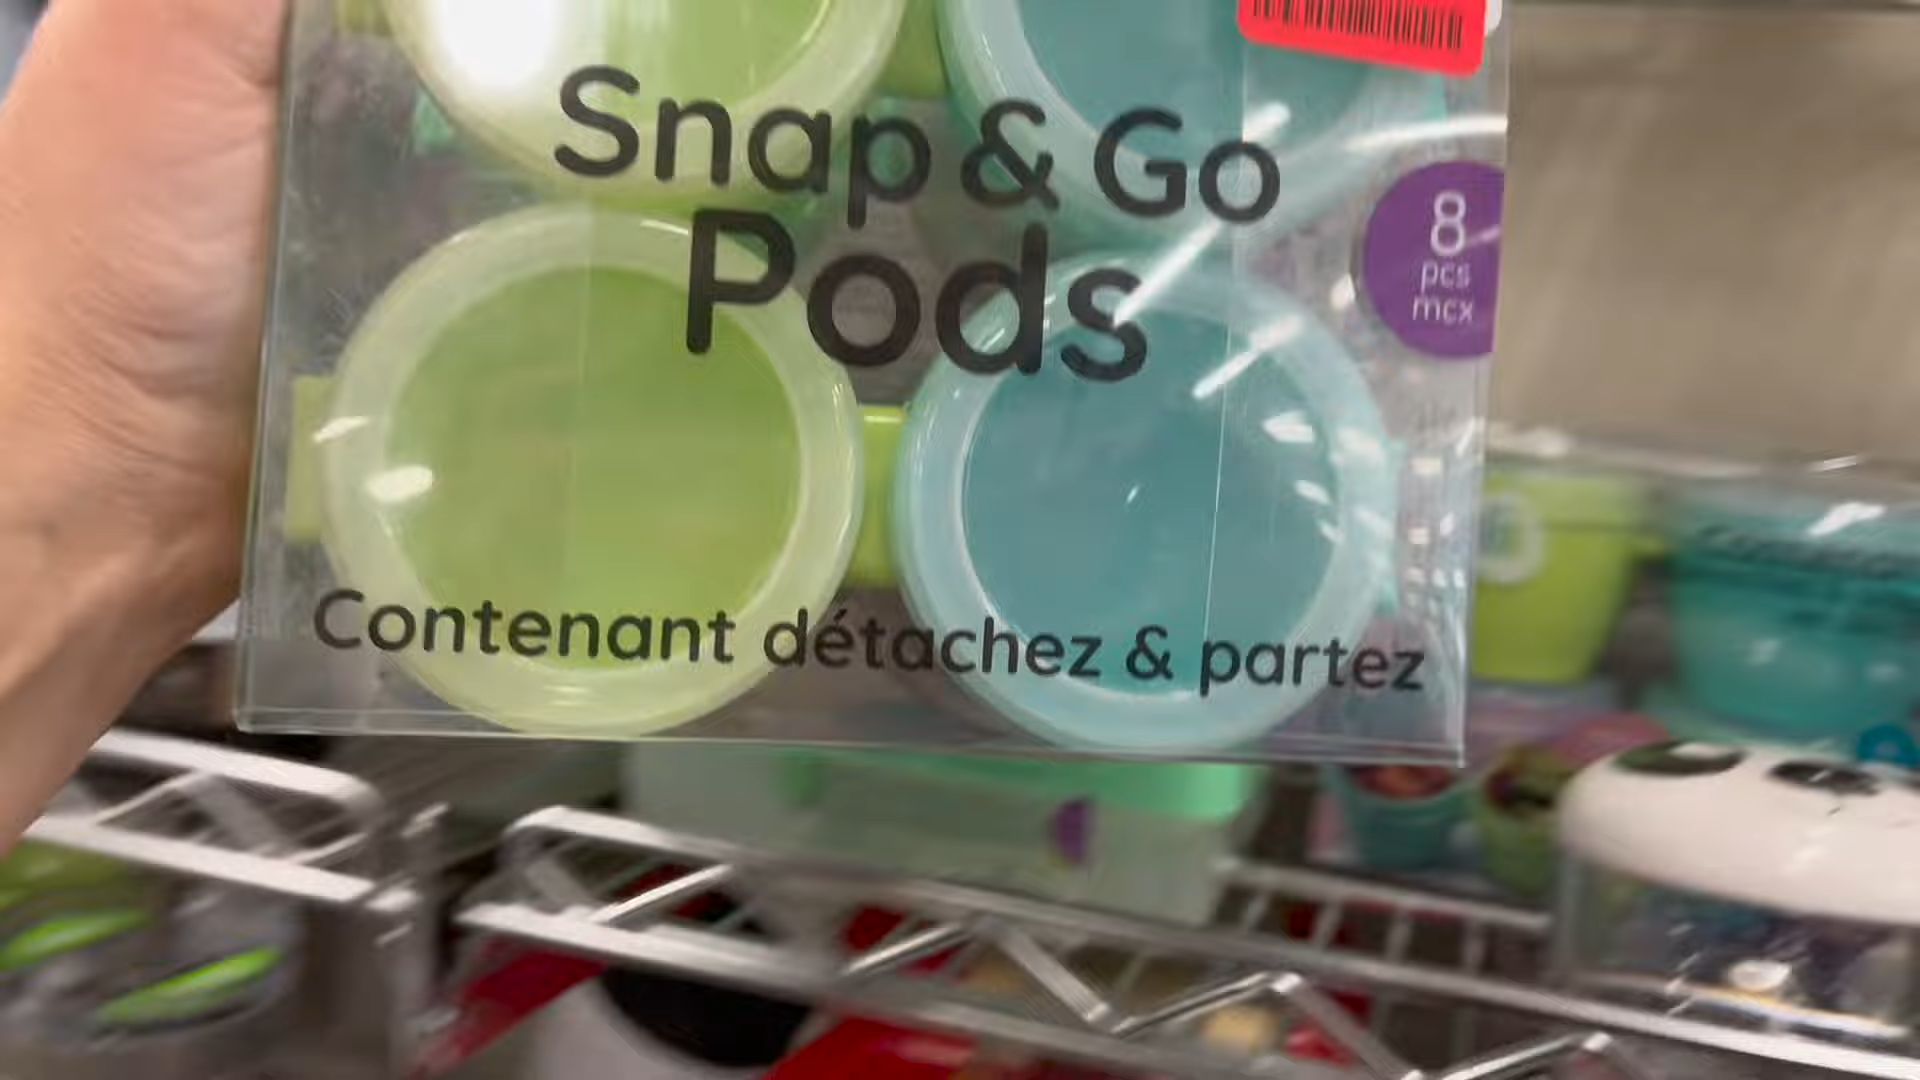 Snap & Go
Pods
8
pcs
mcx
Contenant détachez & partez